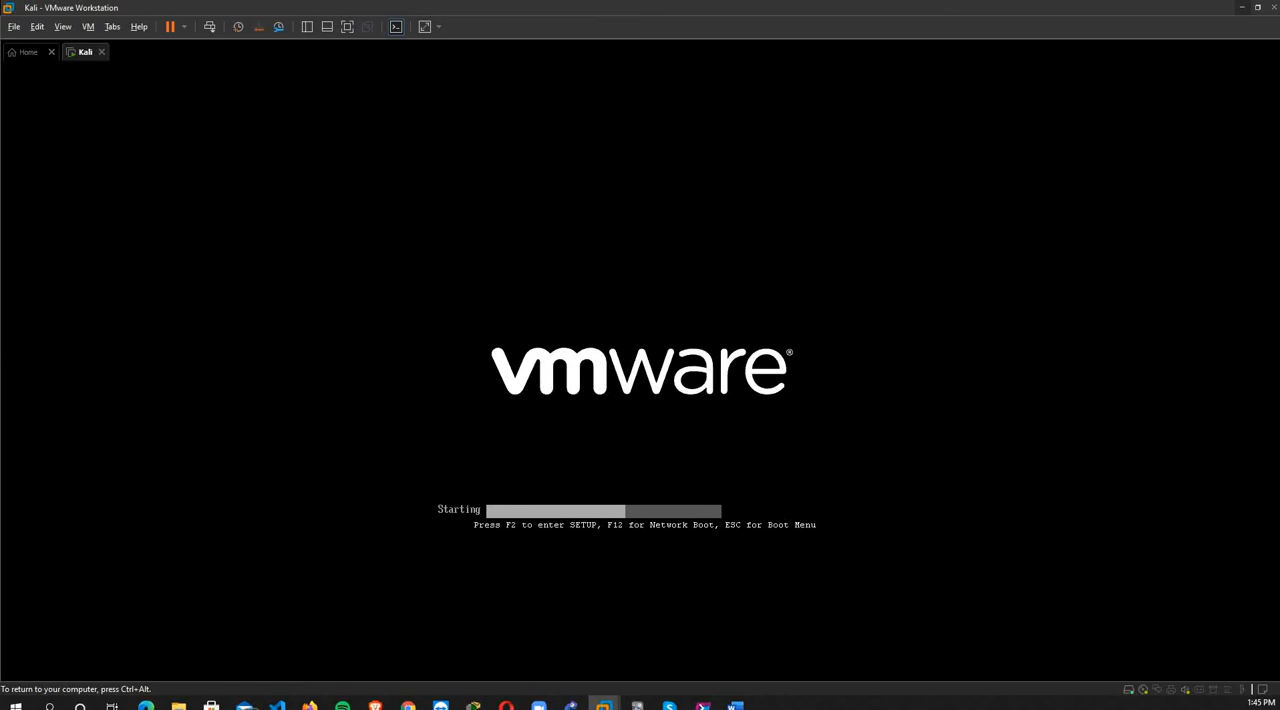 Kali - VMware Workstation
File Edit View VM Tabs Help
Home Kali
vmware®
Starting
Press F2 to enter SETUP, F12 for Network Boot, ESC for Boot Menu
To return to your computer, press Ctrl+Alt.
1:45 PM